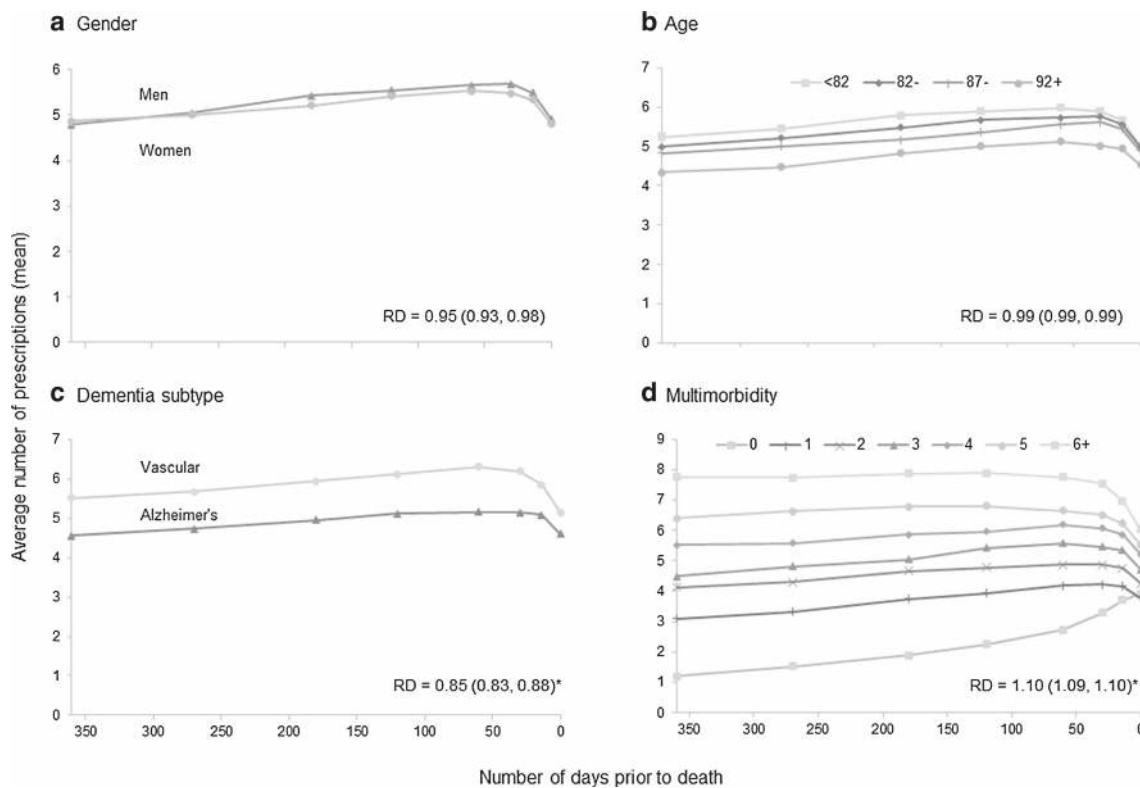 a Gender
Men
Women
RD = 0.95 (0.93, 0.98)
6
5
4
3
2
1
0
b Age
<82 82- 87- 92+
RD = 0.99 (0.99, 0.99)
7
6
5
4
3
2
1
0
c Dementia subtype
Vascular
Alzheimer's
RD = 0.85 (0.83, 0.88)*
7
6
5
4
3
2
1
0
350 300 250 200 150 100 50 0
d Multimorbidity
0 1 2 3 4 5 6+
RD = 1.10 (1.09, 1.10)*
9
8
7
6
5
4
3
2
1
0
350 300 250 200 150 100 50 0
Average number of prescriptions (mean)
Number of days prior to death